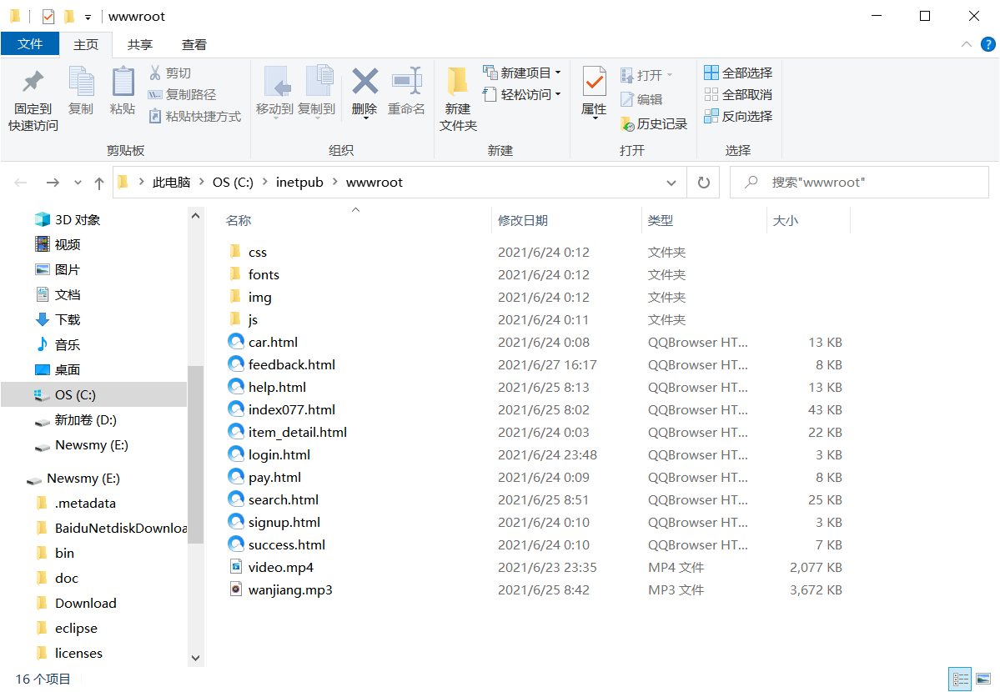 wwwroot
文件 主页 共享 查看
固定到
快速访问
复制
粘贴
剪切
复制路径
粘贴快捷方式
剪贴板
移动到 复制到
删除 重命名
组织
新建
文件夹
新建项目
轻松访问
新建
属性
打开
编辑
历史记录
打开
全部选择
全部取消
反向选择
选择
此电脑 > OS (C:) > inetpub > wwwroot
搜索"wwwroot"
3D 对象
视频
图片
文档
下载
音乐
桌面
OS (C:)
新加卷 (D:)
Newsmy (E:)
Newsmy (E:)
.metadata
BaiduNetdiskDownloa
bin
doc
Download
eclipse
licenses
名称 修改日期 类型 大小
css 2021/6/24 0:12 文件夹
fonts 2021/6/24 0:12 文件夹
img 2021/6/24 0:12 文件夹
js 2021/6/24 0:11 文件夹
car.html 2021/6/24 0:08 QQBrowser HT... 13 KB
feedback.html 2021/6/27 16:17 QQBrowser HT... 8 KB
help.html 2021/6/25 8:13 QQBrowser HT... 13 KB
index077.html 2021/6/25 8:02 QQBrowser HT... 43 KB
item_detail.html 2021/6/24 0:03 QQBrowser HT... 22 KB
login.html 2021/6/24 23:48 QQBrowser HT... 3 KB
pay.html 2021/6/24 0:09 QQBrowser HT... 8 KB
search.html 2021/6/25 8:51 QQBrowser HT... 25 KB
signup.html 2021/6/24 0:10 QQBrowser HT... 3 KB
success.html 2021/6/24 0:10 QQBrowser HT... 7 KB
video.mp4 2021/6/23 23:35 MP4 文件 2,077 KB
wanjiang.mp3 2021/6/25 8:42 MP3 文件 3,672 KB
16 个项目